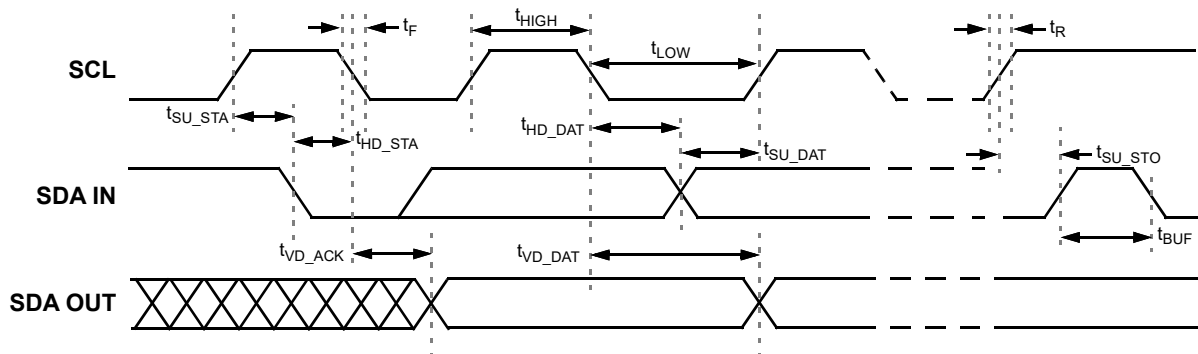 t_HIGH
t_F
t_R
t_LOW
SCL
t_SU_STA
t_HD_DAT
t_HD_STA
t_SU_DAT
t_SU_STO
SDA IN
t_VD_ACK
t_VD_DAT
t_BUF
SDA OUT